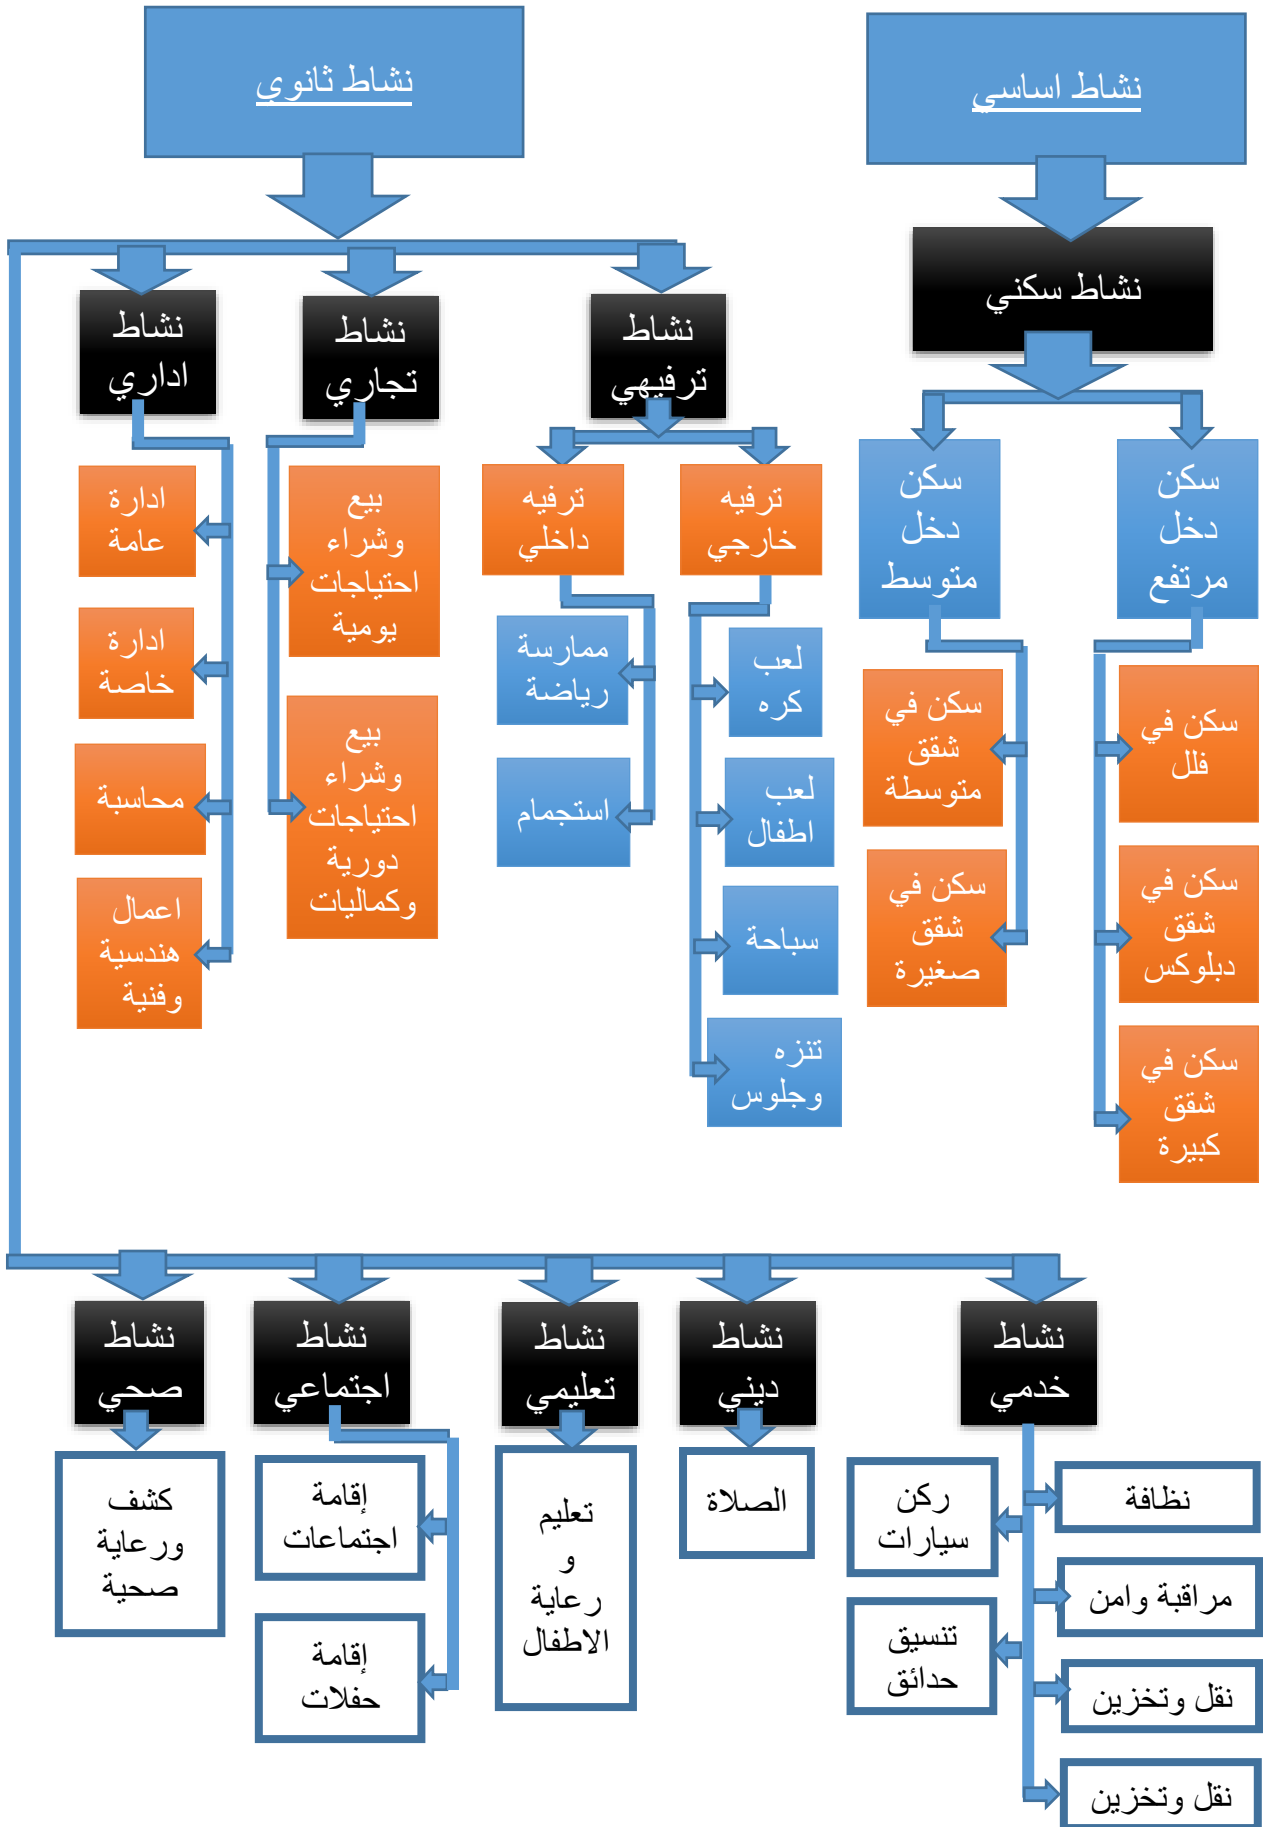 نشاط اساسي
نشاط ثانوي
نشاط سكني
سكن
دخل
مرتفع
سكن في
فلل
سكن في
شقق
دبلوكس
سكن في
شقق
كبيرة
سكن
دخل
متوسط
سكن في
شقق
متوسطة
سكن في
شقق
صغيرة
نشاط
ترفيهي
ترفيه
خارجي
لعب
كره
لعب
اطفال
سباحة
تنزه
وجلوس
ترفيه
داخلي
ممارسة
رياضة
استجمام
نشاط
تجاري
بيع
وشراء
احتياجات
يومية
بيع
وشراء
احتياجات
دورية
وكماليات
نشاط
اداري
ادارة
عامة
ادارة
خاصة
محاسبة
اعمال
هندسية
وفنية
نشاط
خدمي
نظافة
مراقبة وامن
نقل وتخزين
نقل وتخزين
ركن
سيارات
تنسيق
حدائق
نشاط
ديني
الصلاة
نشاط
تعليمي
تعليم
و
رعاية
الاطفال
نشاط
اجتماعي
إقامة
اجتماعات
إقامة
حفلات
نشاط
صحي
كشف
ورعاية
صحية